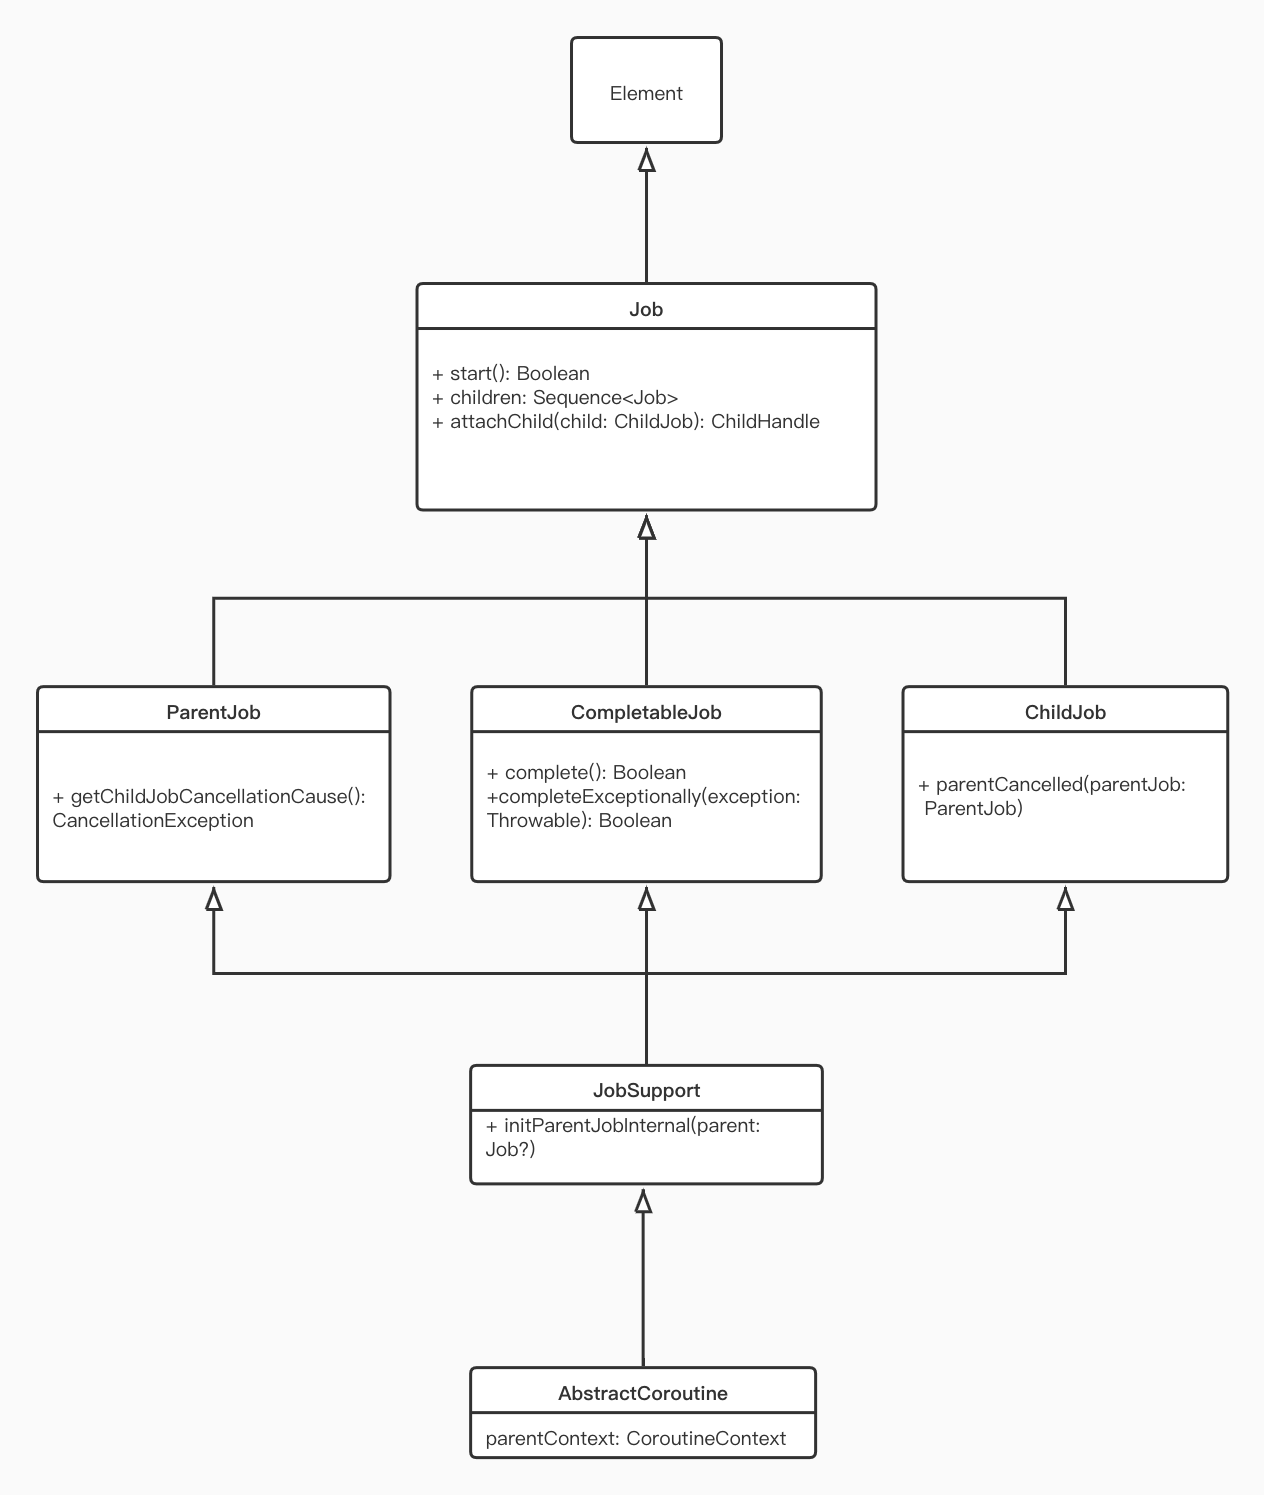 Element
Job
+ start(): Boolean
+ children: Sequence<Job>
+ attachChild(child: ChildJob): ChildHandle
ParentJob
+ getChildJobCancellationCause():
CancellationException
CompletableJob
+ complete(): Boolean
+completeExceptionally(exception:
Throwable): Boolean
ChildJob
+ parentCancelled(parentJob:
ParentJob)
JobSupport
+ initParentJobInternal(parent:
Job?)
AbstractCoroutine
parentContext: CoroutineContext